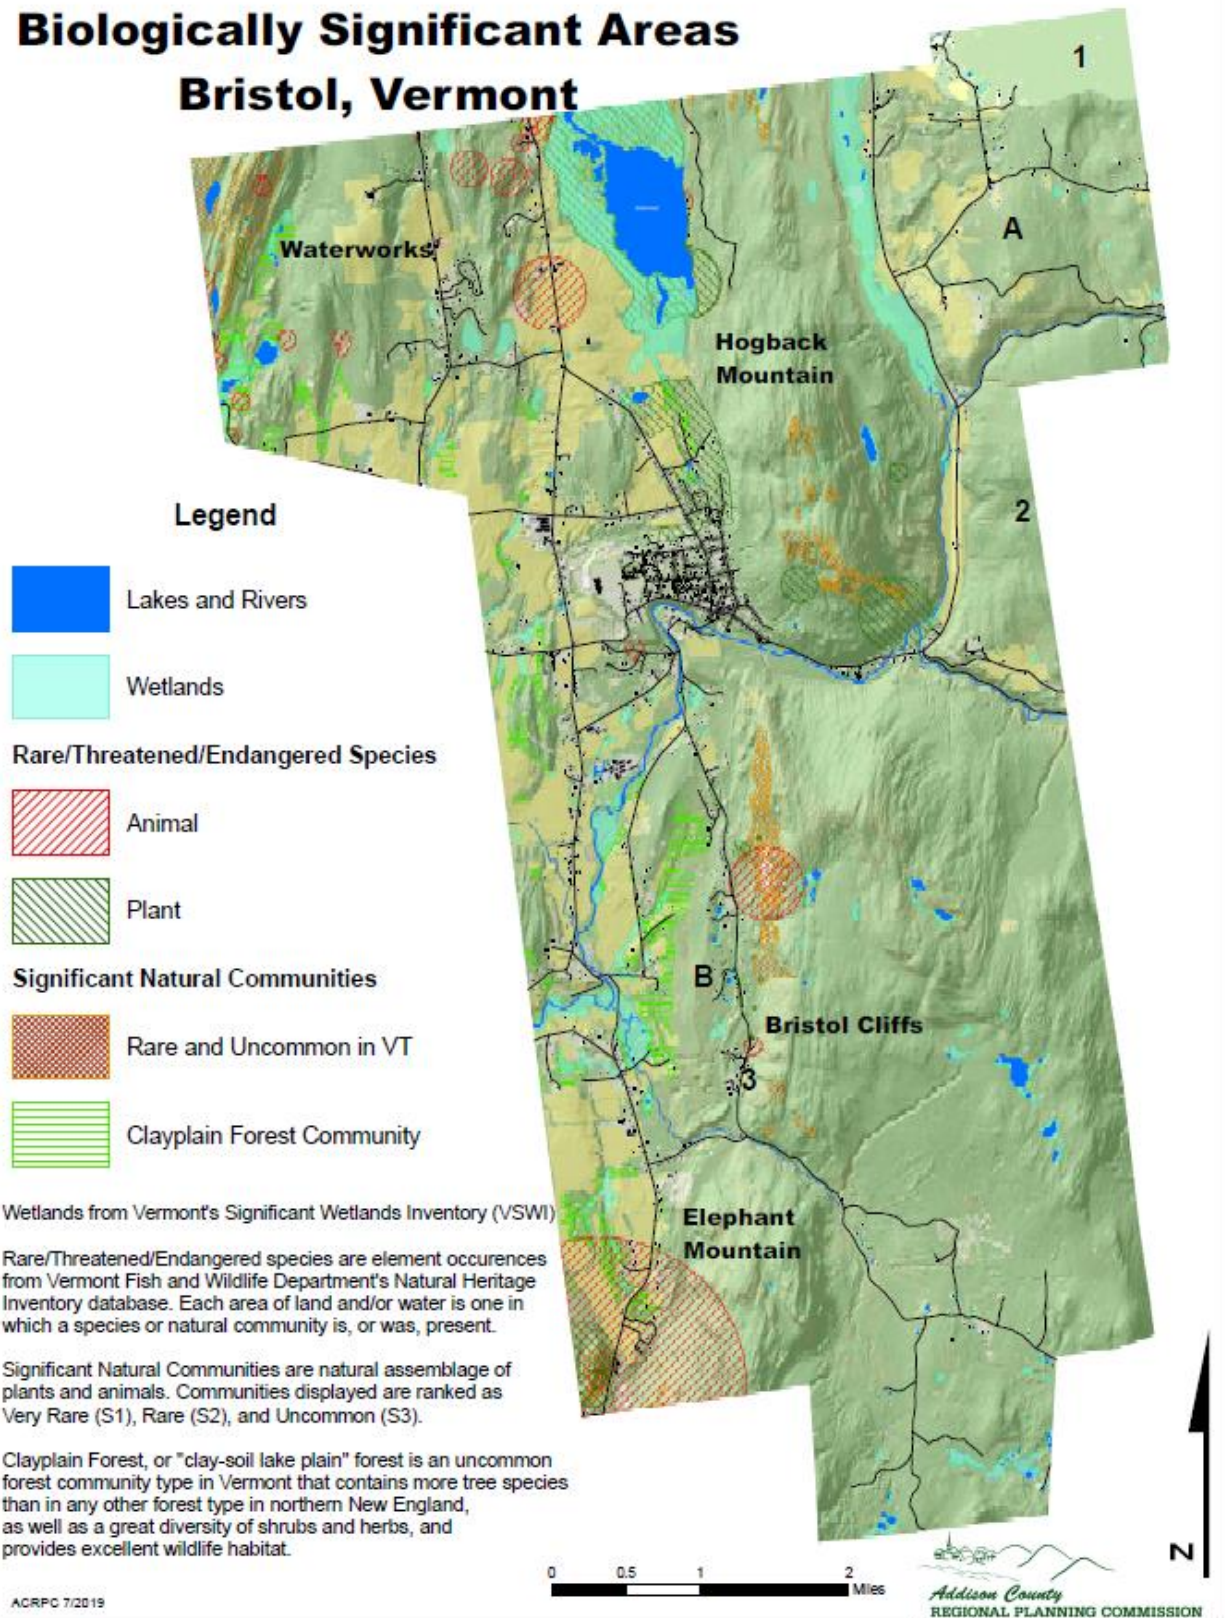 Biologically Significant Areas
Bristol, Vermont
1
Waterworks
A
Hogback
Mountain
2
Legend
Lakes and Rivers
Wetlands
Rare/Threatened/Endangered Species
Animal
Plant
Significant Natural Communities
Rare and Uncommon in VT
Clayplain Forest Community
B
Bristol Cliffs
3
Elephant
Mountain
Wetlands from Vermont's Significant Wetlands Inventory (VSWI)
Rare/Threatened/Endangered species are element occurences
from Vermont Fish and Wildlife Department's Natural Heritage
Inventory database. Each area of land and/or water is one in
which a species or natural community is, or was, present.
Significant Natural Communities are natural assemblage of
plants and animals. Communities displayed are ranked as
Very Rare (S1), Rare (S2), and Uncommon (S3).
Clayplain Forest, or "clay-soil lake plain" forest is an uncommon
forest community type in Vermont that contains more tree species
than in any other forest type in northern New England,
as well as a great diversity of shrubs and herbs, and
provides excellent wildlife habitat.
ACRPC 7/2019
0 0.5 1 2
Miles
N
Addison County
REGIONAL PLANNING COMMISSION